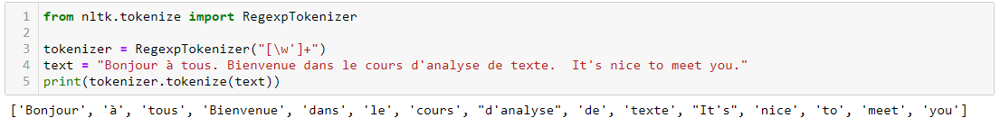 1 from nltk.tokenize import RegexpTokenizer
2
3 tokenizer = RegexpTokenizer("[\w']+")
4 text = "Bonjour à tous. Bienvenue dans le cours d'analyse de texte.  It's nice to meet you."
5 print(tokenizer.tokenize(text))
['Bonjour', 'à', 'tous', 'Bienvenue', 'dans', 'le', 'cours', "d'analyse", 'de', 'texte', "It's", 'nice', 'to', 'meet', 'you']